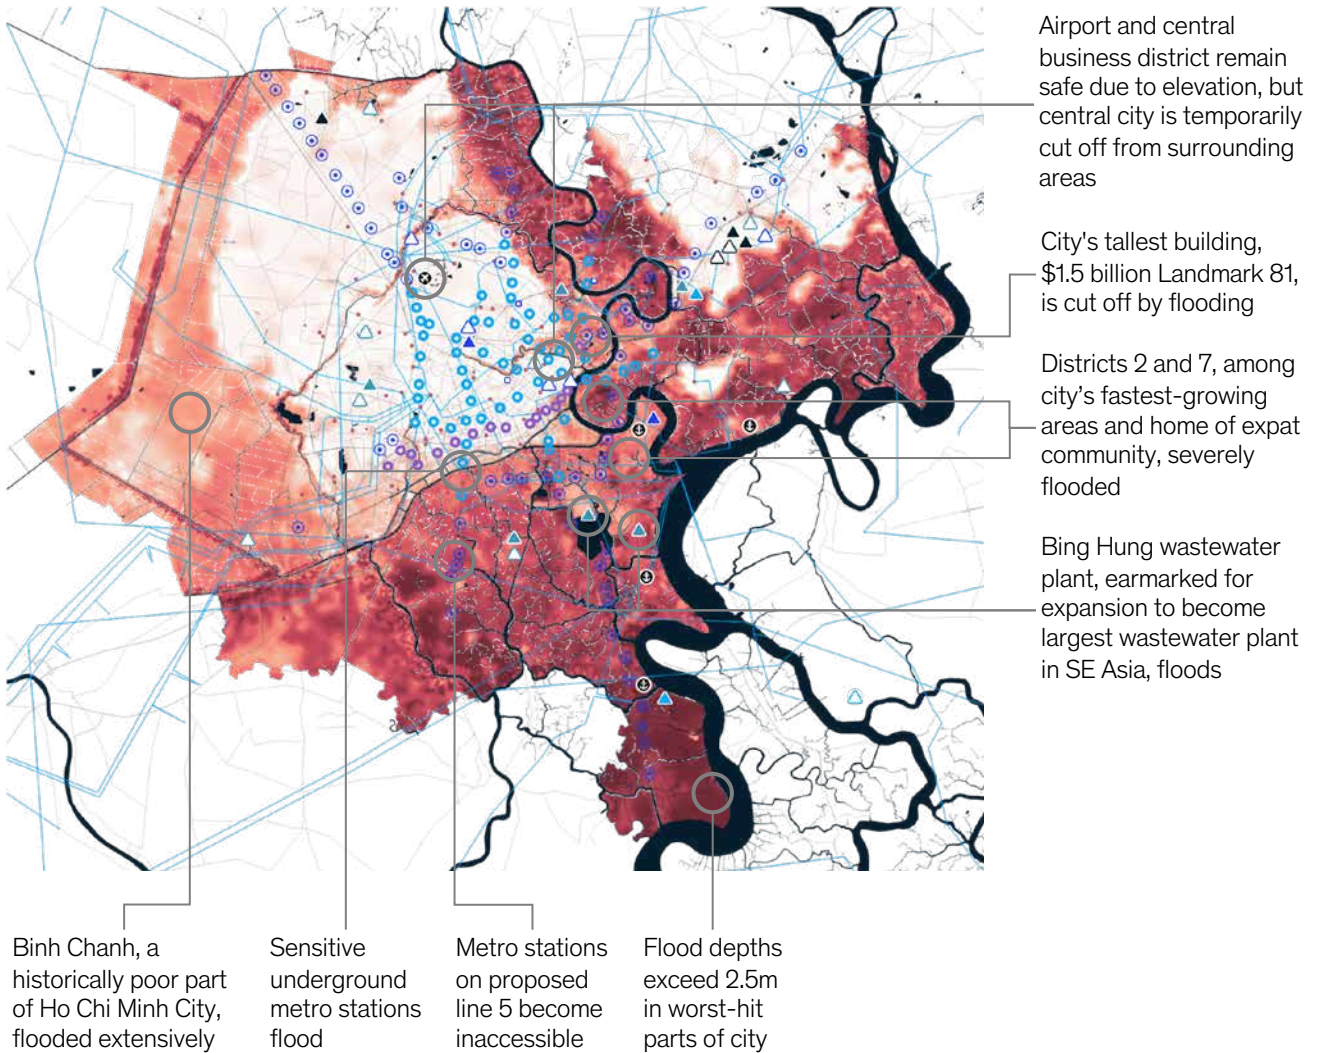 Airport and central
business district remain
safe due to elevation, but
central city is temporarily
cut off from surrounding
areas
City's tallest building,
$1.5 billion Landmark 81,
is cut off by flooding
Districts 2 and 7, among
city’s fastest-growing
areas and home of expat
community, severely
flooded
Bing Hung wastewater
plant, earmarked for
expansion to become
largest wastewater plant
in SE Asia, floods
Binh Chanh, a
historically poor part
of Ho Chi Minh City,
flooded extensively
Sensitive
underground
metro stations
flood
Metro stations
on proposed
line 5 become
inaccessible
Flood depths
exceed 2.5m
in worst-hit
parts of city